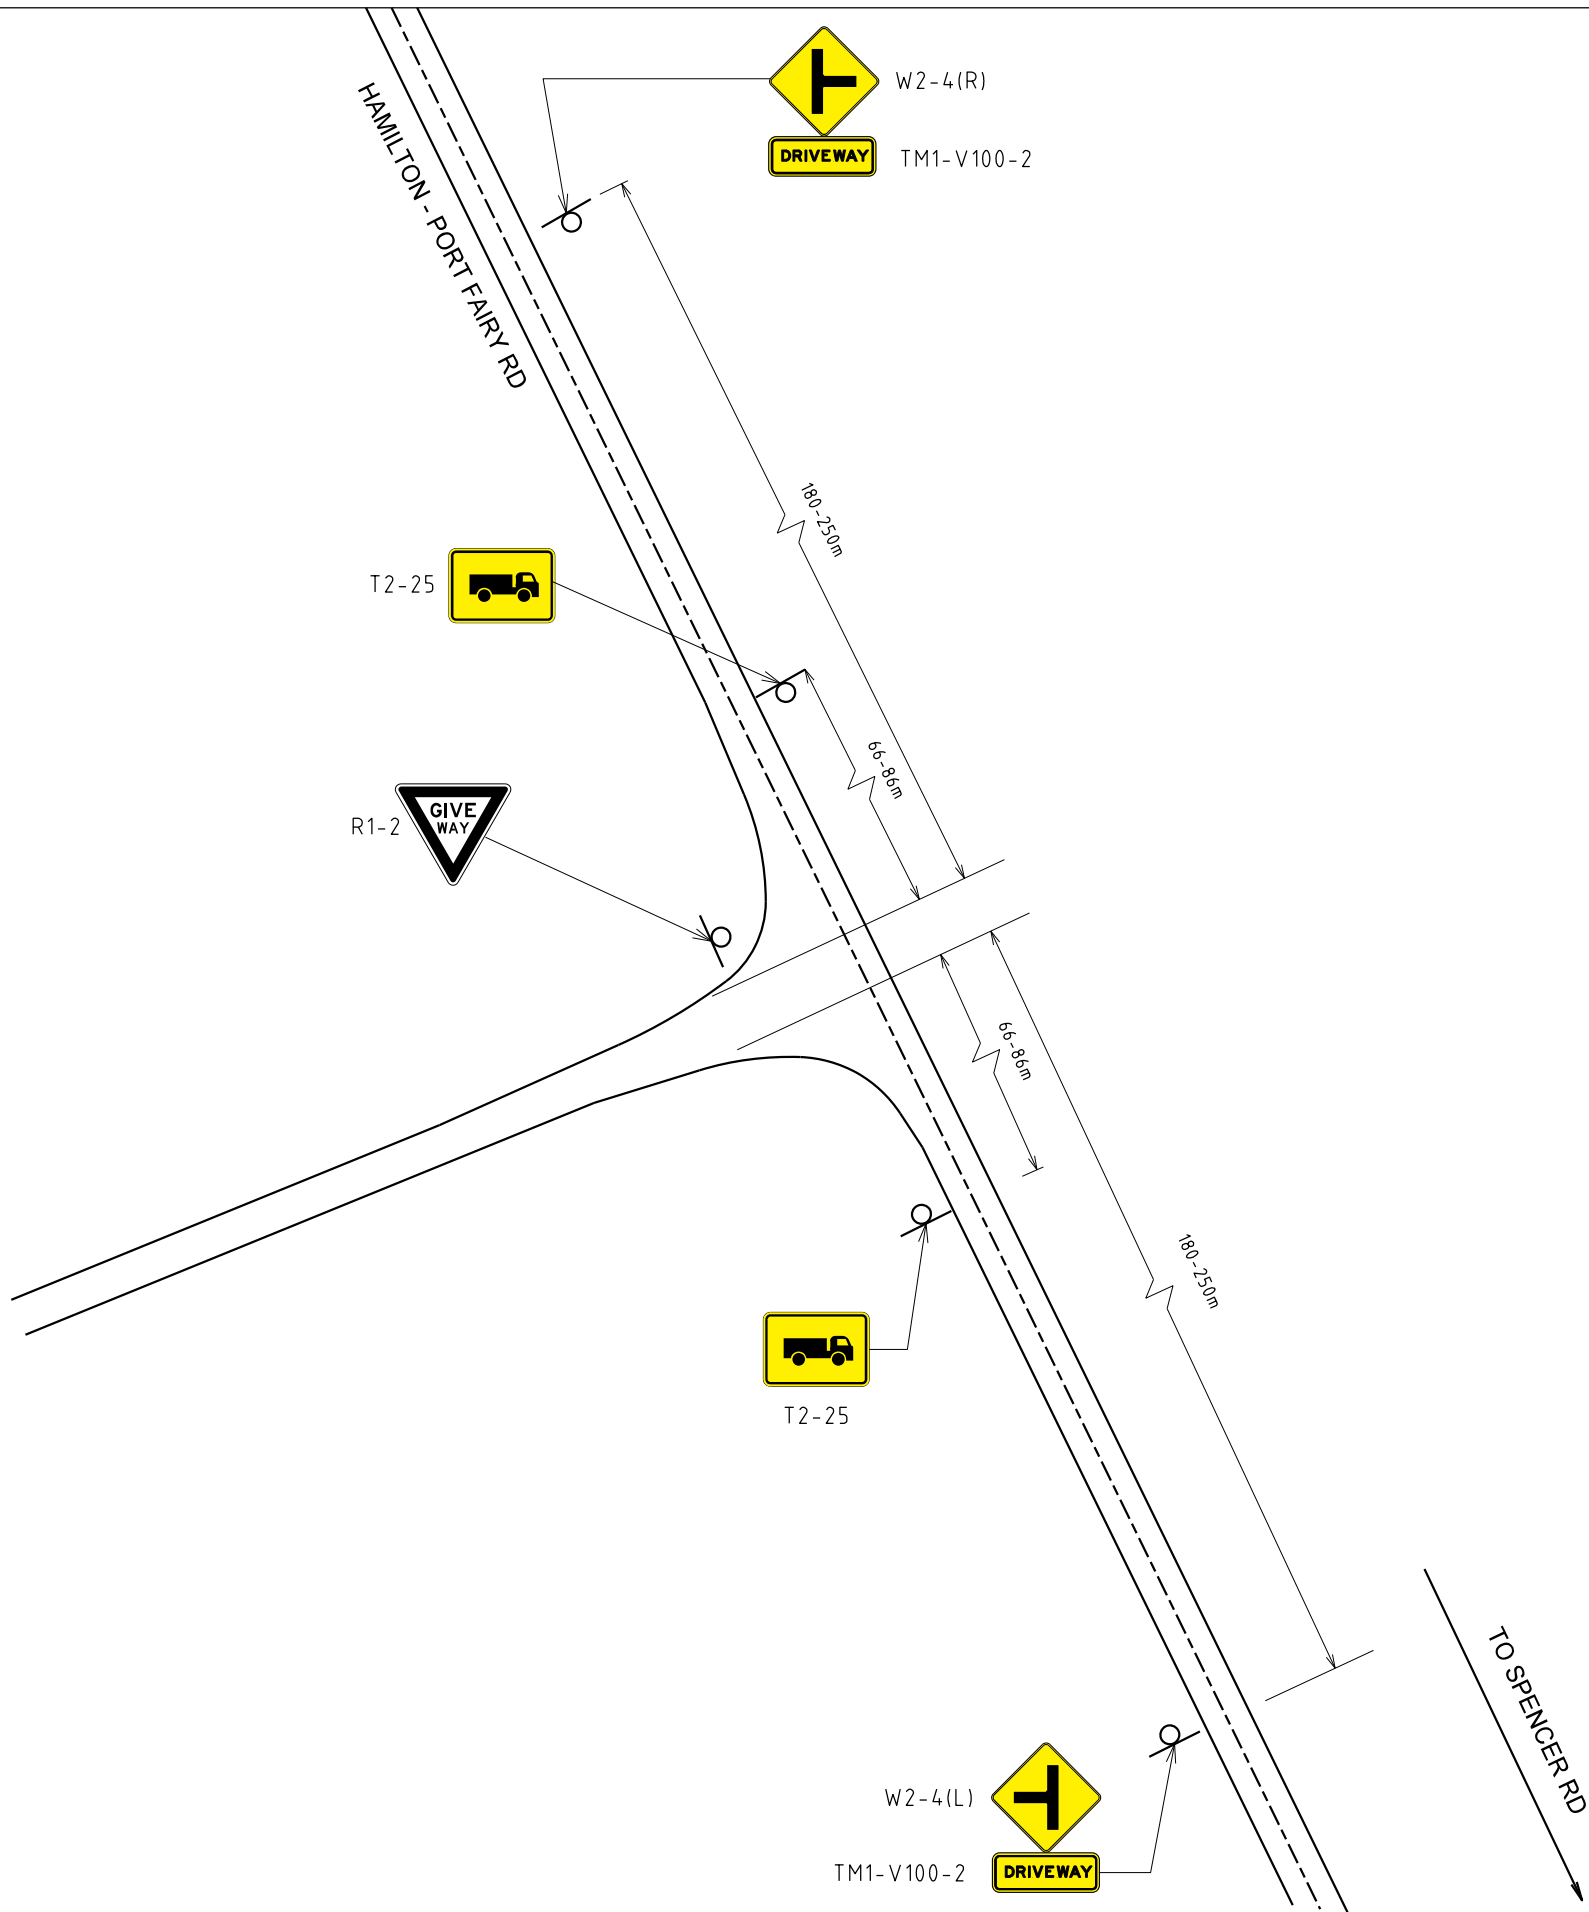 W2-4(R)
DRIVEWAY
TM1-V100-2
HAMILTON - PORT FAIRY RD
180-250m
T2-25
66-86m
R1-2
GIVE
WAY
66-86m
180-250m
T2-25
TO SPENCER RD
W2-4(L)
TM1-V100-2
DRIVEWAY